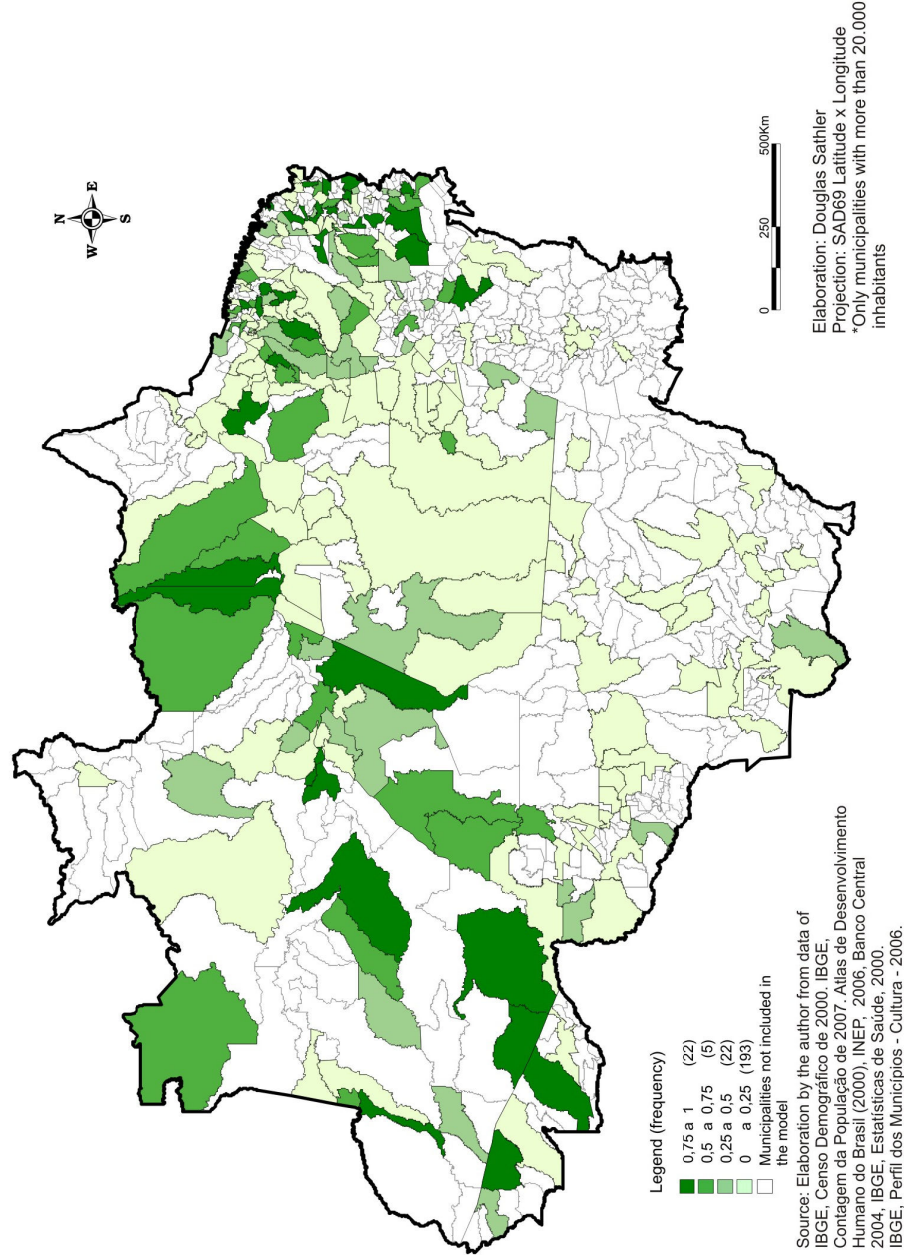 N
W E
S
0 250 500Km
Elaboration: Douglas Sathler
Projection: SAD69 Latitude x Longitude
*Only municipalities with more than 20.000
inhabitants
Legend (frequency)
0,75 a 1 (22)
0,5 a 0,75 (5)
0,25 a 0,5 (22)
0 a 0,25 (193)
Municipalities not included in
the model
Source: Elaboration by the author from data of
IBGE, Censo Demográfico de 2000, IBGE,
Contagem da População de 2007. Atlas de Desenvolvimento
Humano do Brasil (2000), INEP, 2006, Banco Central
2004, IBGE, Estatísticas de Saúde, 2000.
IBGE, Perfil dos Municípios - Cultura - 2006.